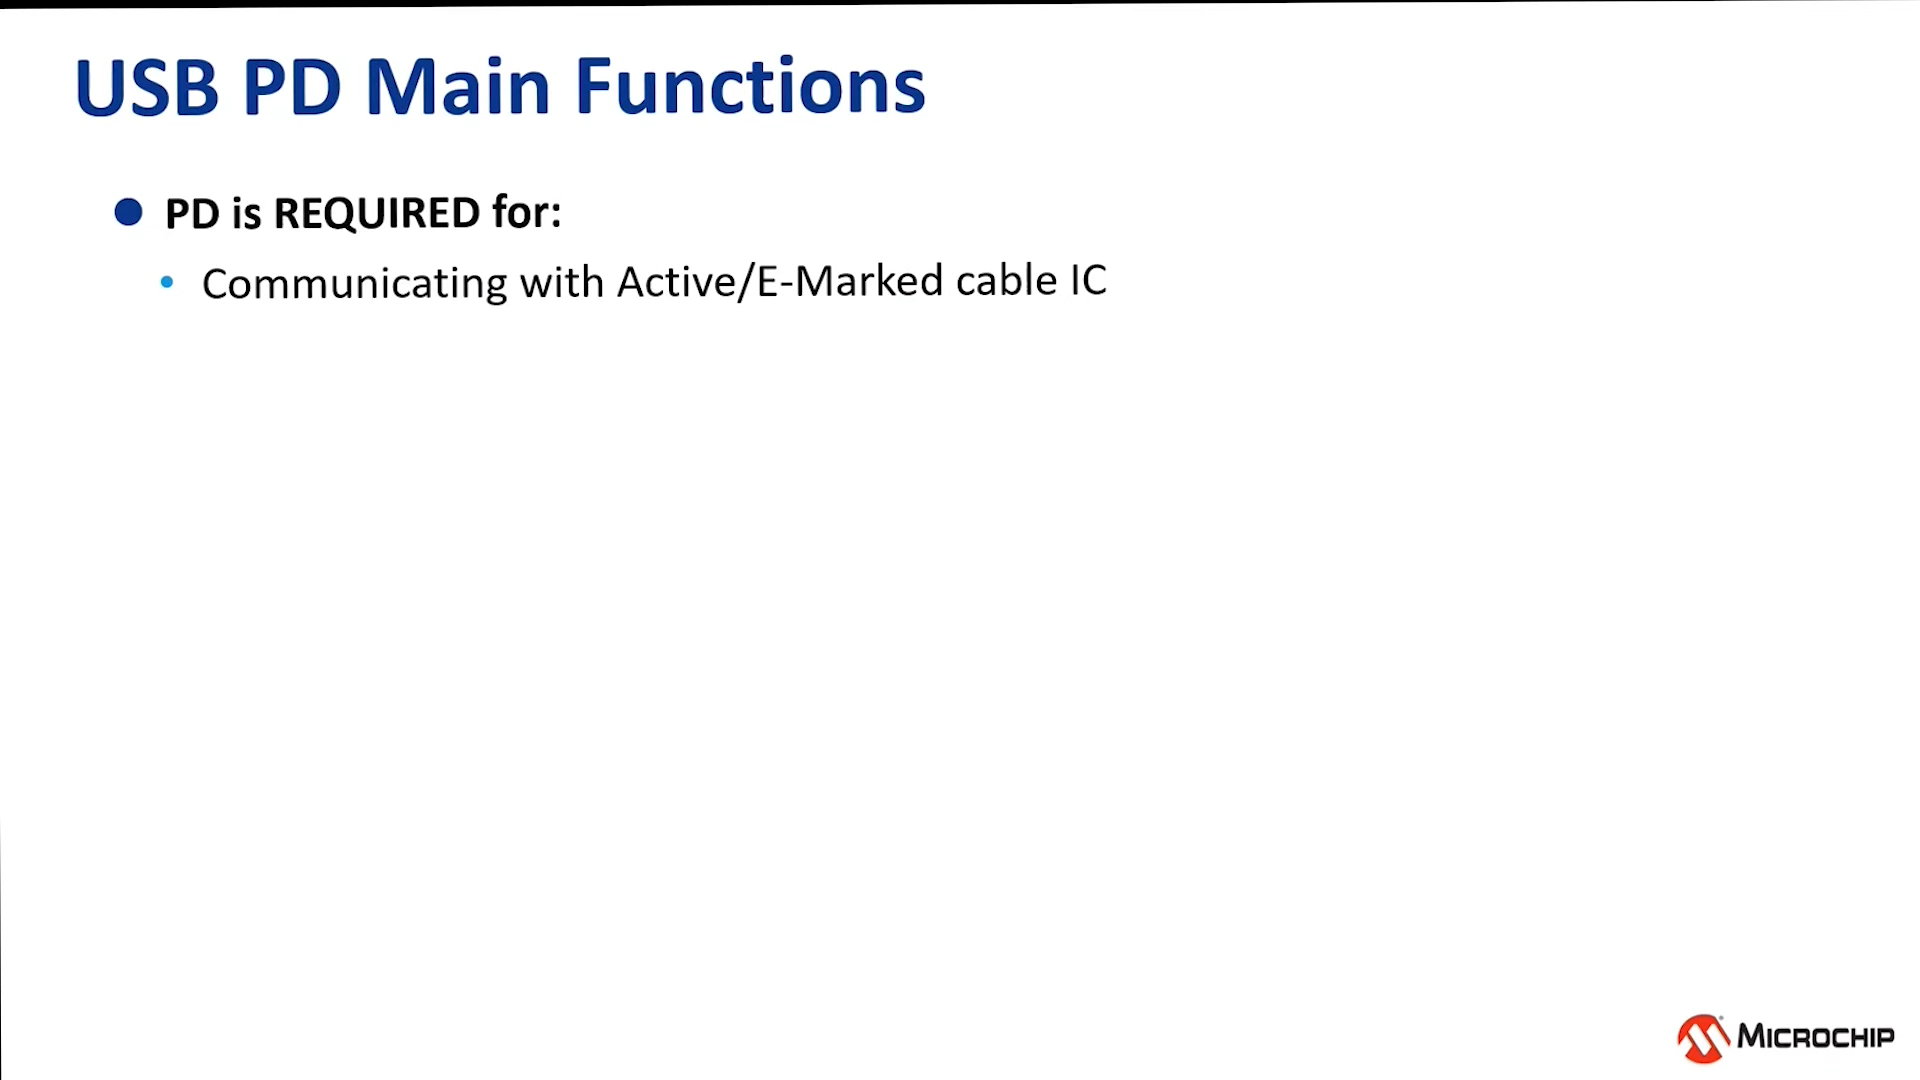 USB PD Main Functions
PD is REQUIRED for:
Communicating with Active/E-Marked cable IC
MICROCHIP